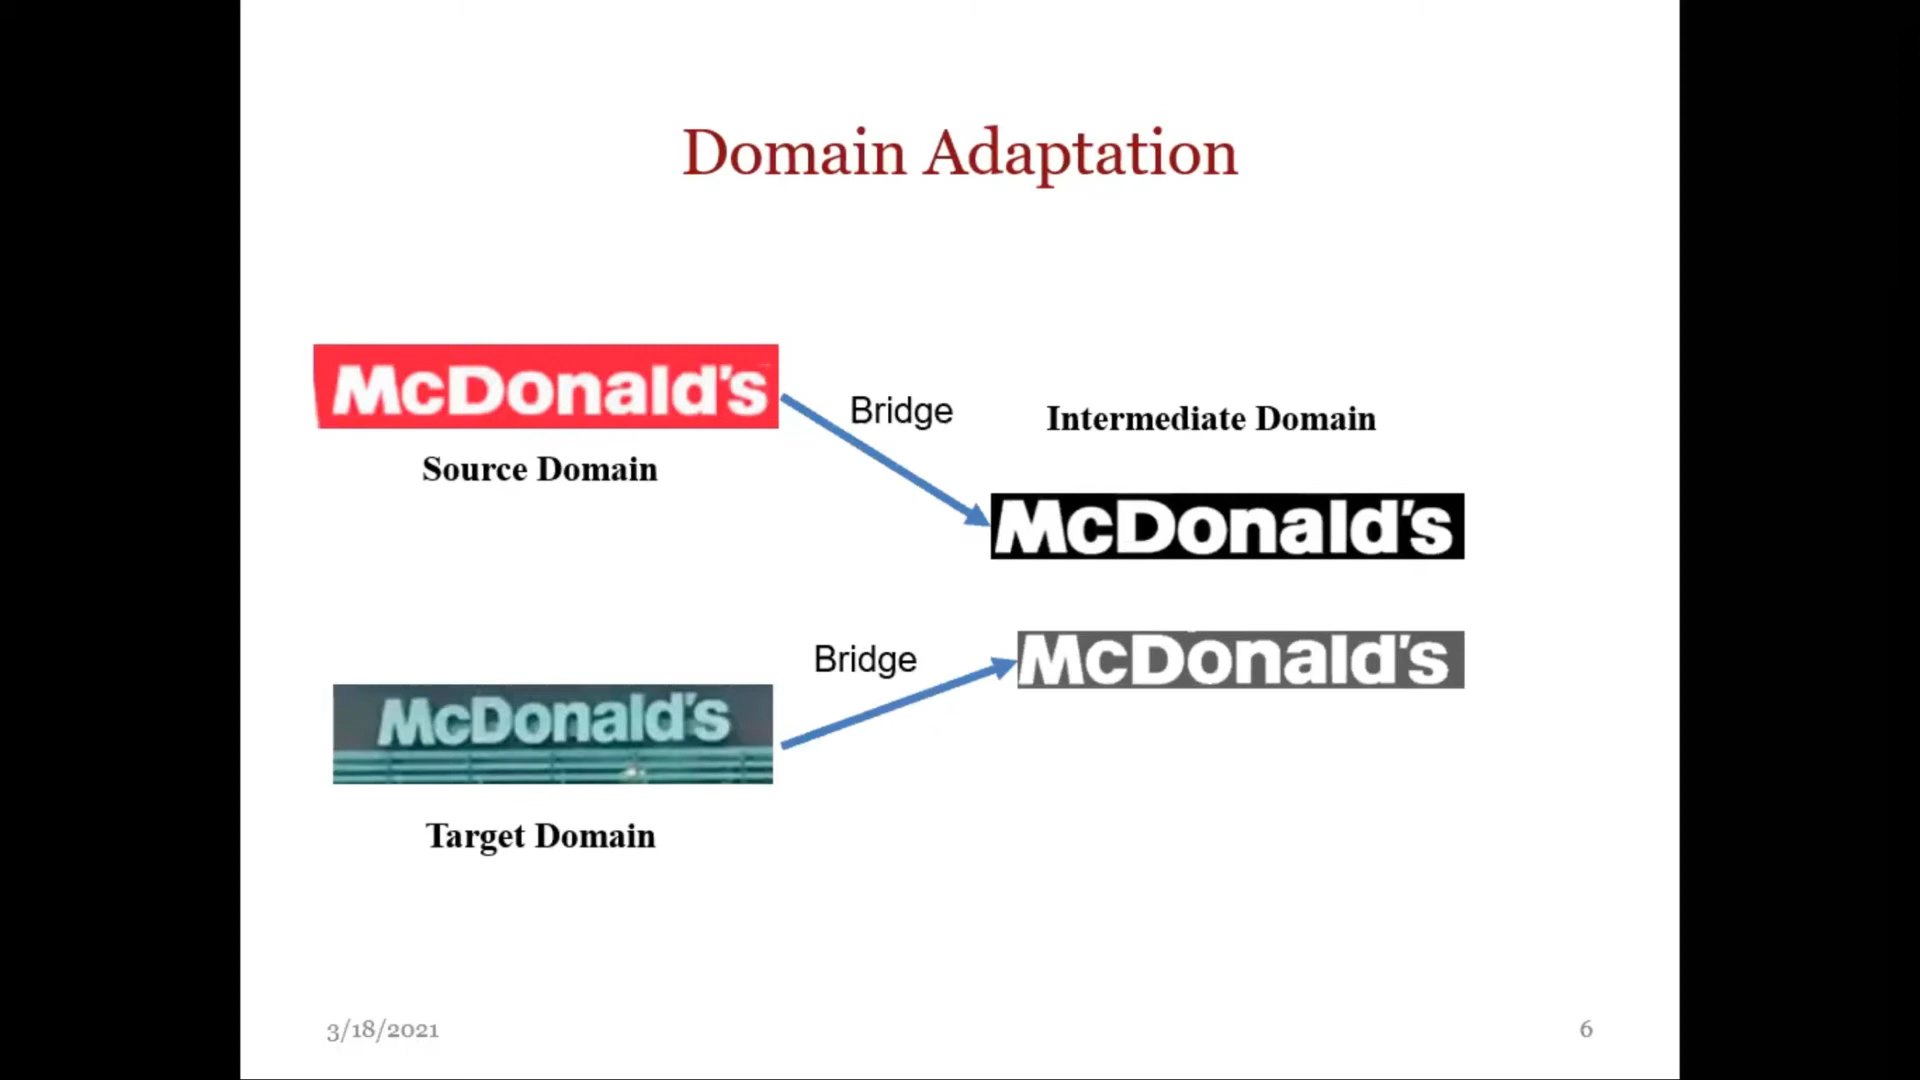 Domain Adaptation
McDonald's
Source Domain
Bridge
Intermediate Domain
McDonald's
Bridge
McDonald's
McDonald's
Target Domain
3/18/2021
6